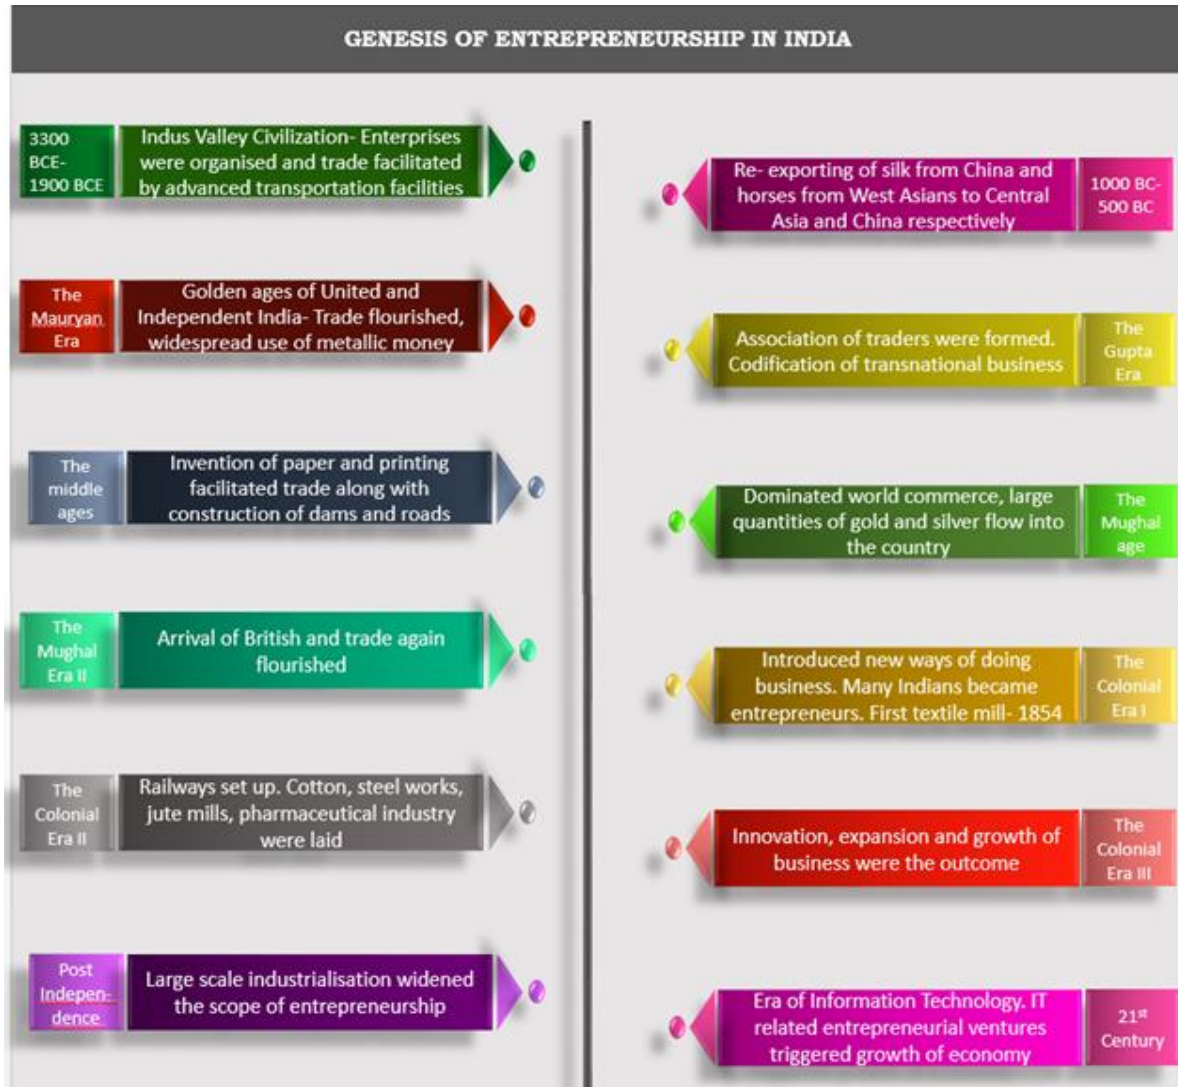 GENESIS OF ENTREPRENEURSHIP IN INDIA
3300
BCE-
1900 BCE
Indus Valley Civilization- Enterprises
were organised and trade facilitated
by advanced transportation facilities
Re- exporting of silk from China and
horses from West Asians to Central
Asia and China respectively
1000 BC-
500 BC
The
Mauryan
Era
Golden ages of United and
Independent India- Trade flourished,
widespread use of metallic money
Association of traders were formed.
Codification of transnational business
The
Gupta
Era
The
middle
ages
Invention of paper and printing
facilitated trade along with
construction of dams and roads
Dominated world commerce, large
quantities of gold and silver flow into
the country
The
Mughal
age
The
Mughal
Era II
Arrival of British and trade again
flourished
Introduced new ways of doing
business. Many Indians became
entrepreneurs. First textile mill- 1854
The
Colonial
Era I
The
Colonial
Era II
Railways set up. Cotton, steel works,
jute mills, pharmaceutical industry
were laid
Innovation, expansion and growth of
business were the outcome
The
Colonial
Era III
Post
Indepen-
dence
Large scale industrialisation widened
the scope of entrepreneurship
Era of Information Technology. IT
related entrepreneurial ventures
triggered growth of economy
21st
Century